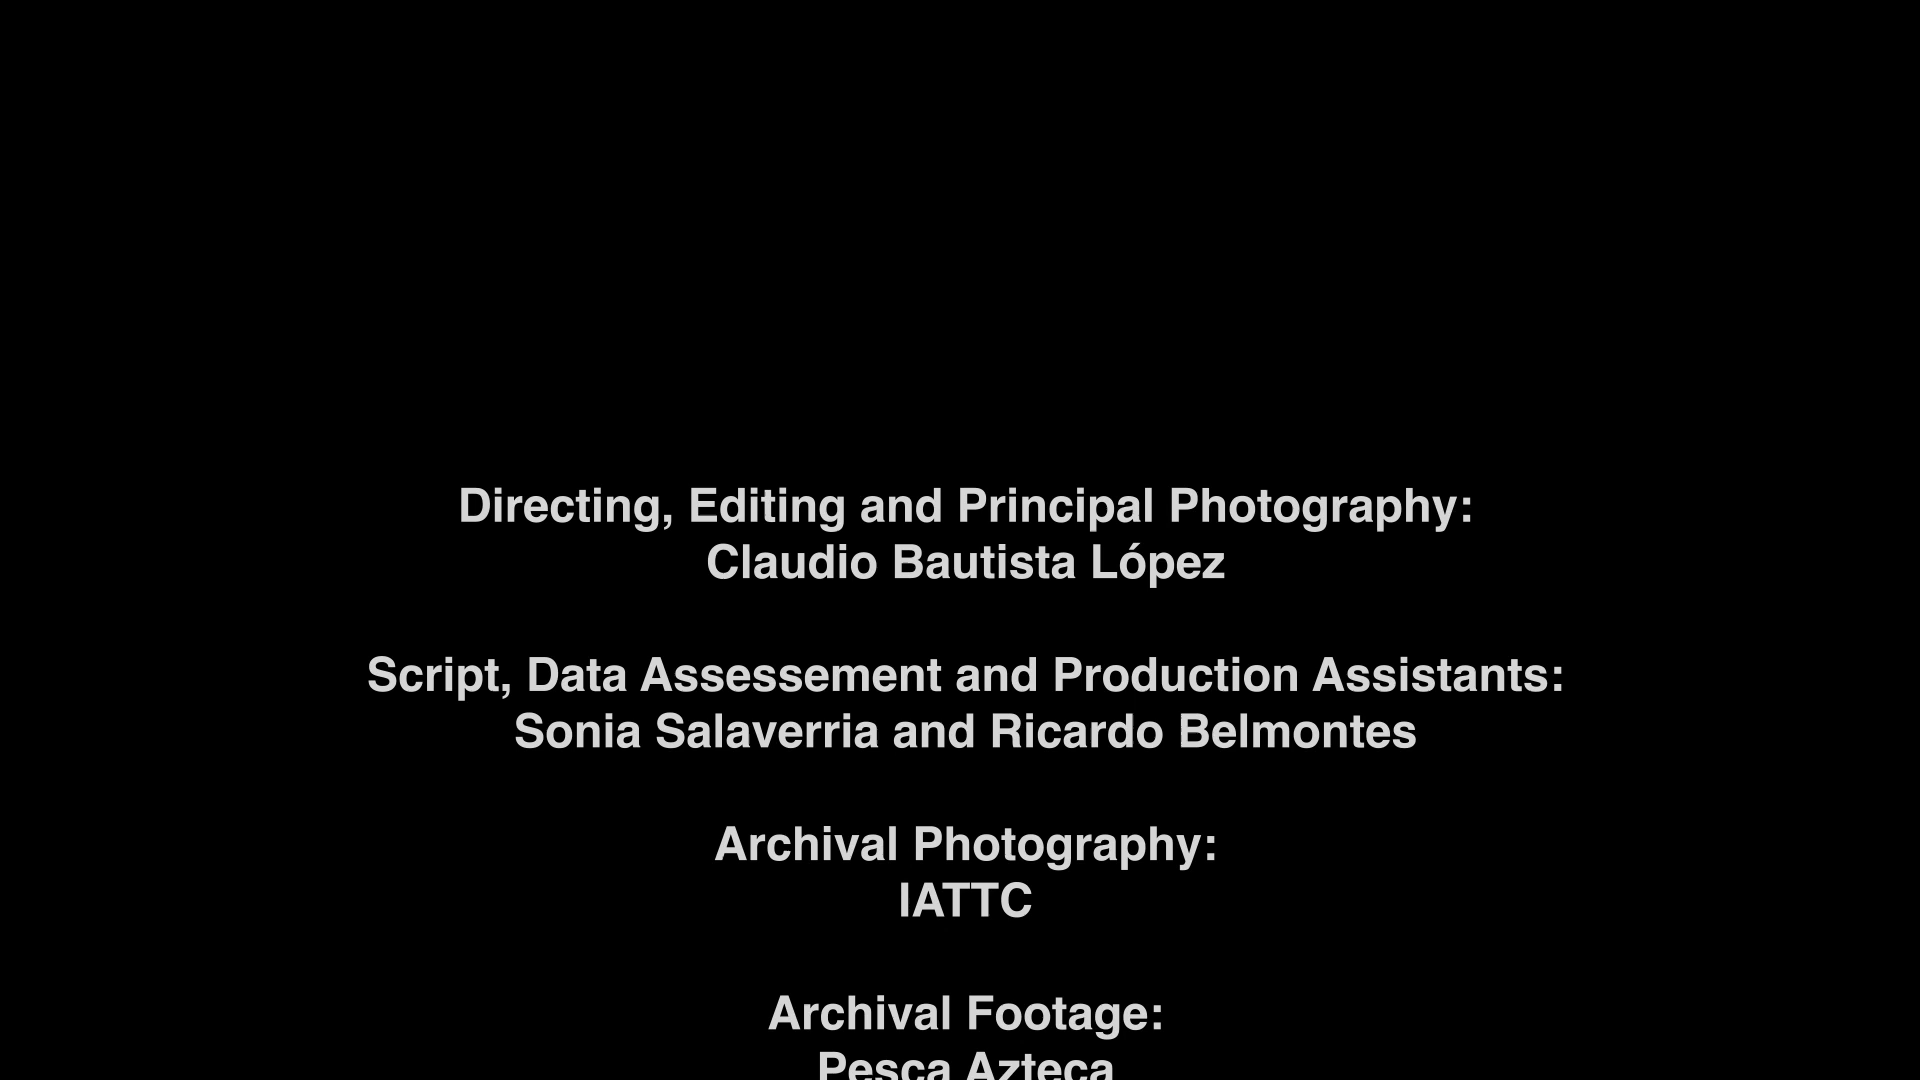 Directing, Editing and Principal Photography:
Claudio Bautista López
Script, Data Assessement and Production Assistants:
Sonia Salaverria and Ricardo Belmontes
Archival Photography:
IATTC
Archival Footage:
Pesca Azteca